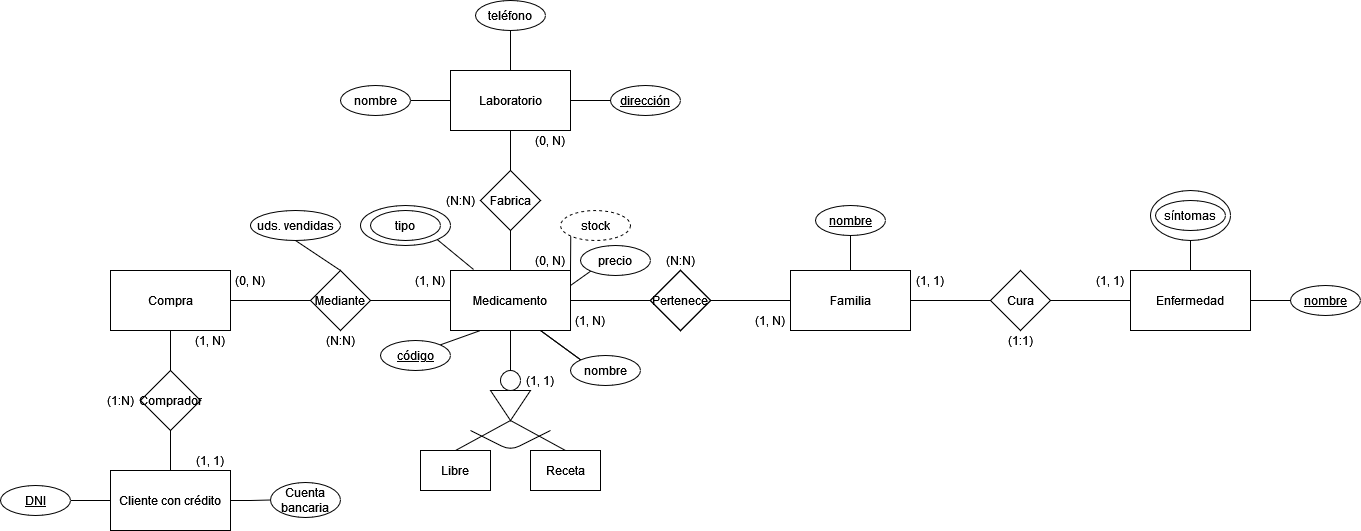 teléfono
nombre
Laboratorio
dirección
(0, N)
(N:N)
Fabrica
uds. vendidas
tipo
stock
nombre
síntomas
(0, N)
precio
(N:N)
(0, N)
(1, N)
(1, 1)
(1, 1)
Compra
Mediante
Medicamento
Pertenece
Familia
Cura
Enfermedad
nombre
(1, N)
(N:N)
(1, N)
(1, N)
(1:1)
código
nombre
(1, 1)
(1:N)
Comprador
(1, 1)
Libre
Receta
DNI
Cliente con crédito
Cuenta
bancaria